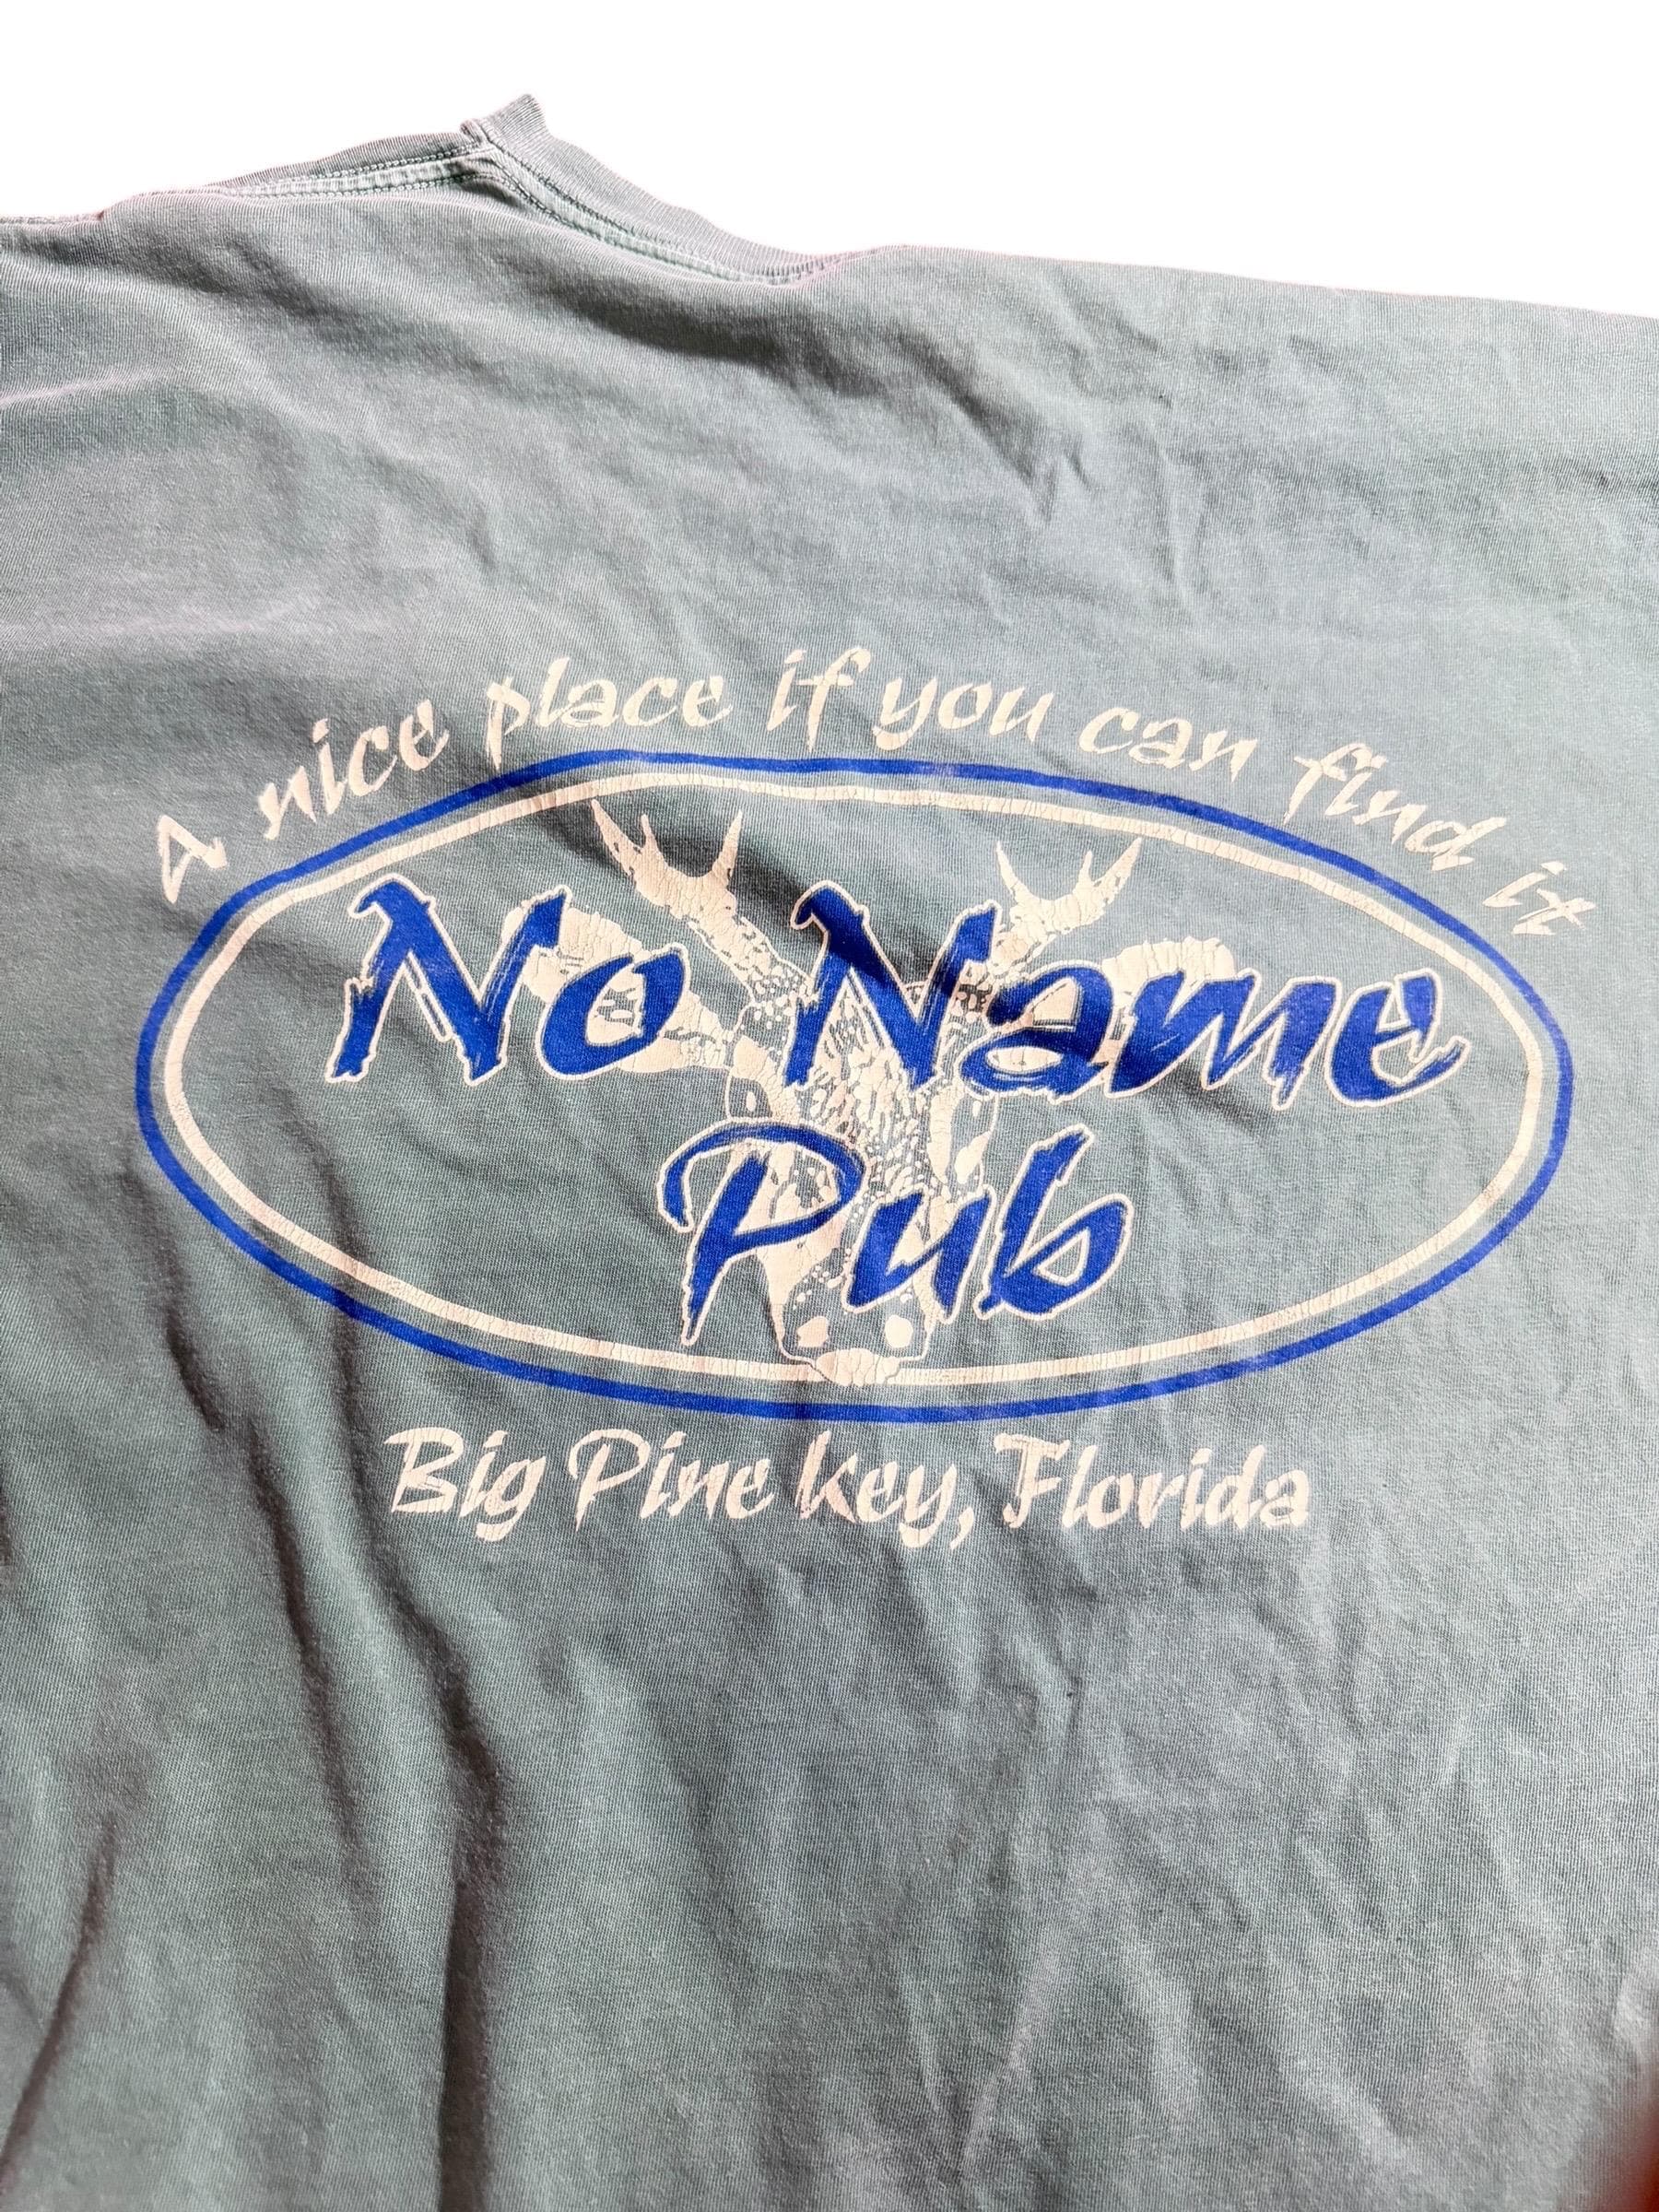 A nice place if you can find it
No Name
Pub
Big Pine Key, Florida